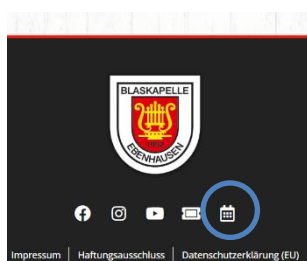 BLASKAPELLE
EBENHAUSEN
Impressum | Haftungsausschluss | Datenschutzerklärung (EU)